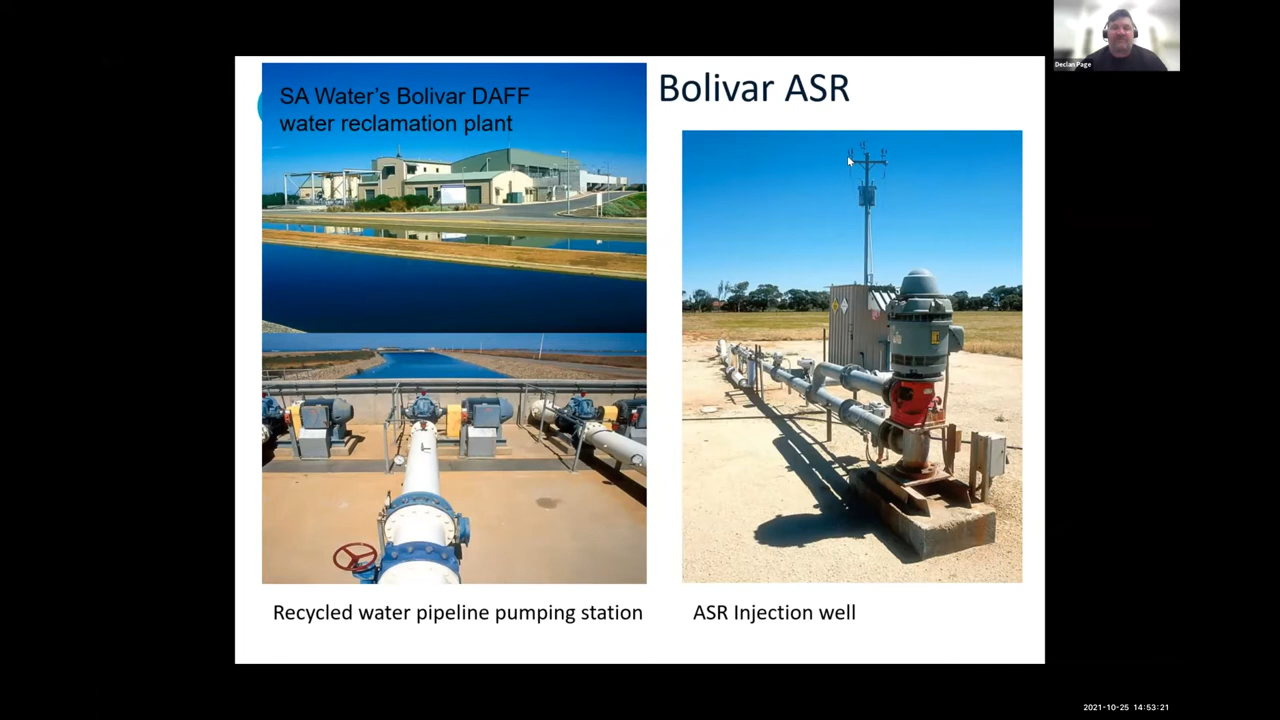 SA Water's Bolivar DAFF
water reclamation plant
Bolivar ASR
Recycled water pipeline pumping station
ASR Injection well
Declan Page
2021-10-25 14:53:21